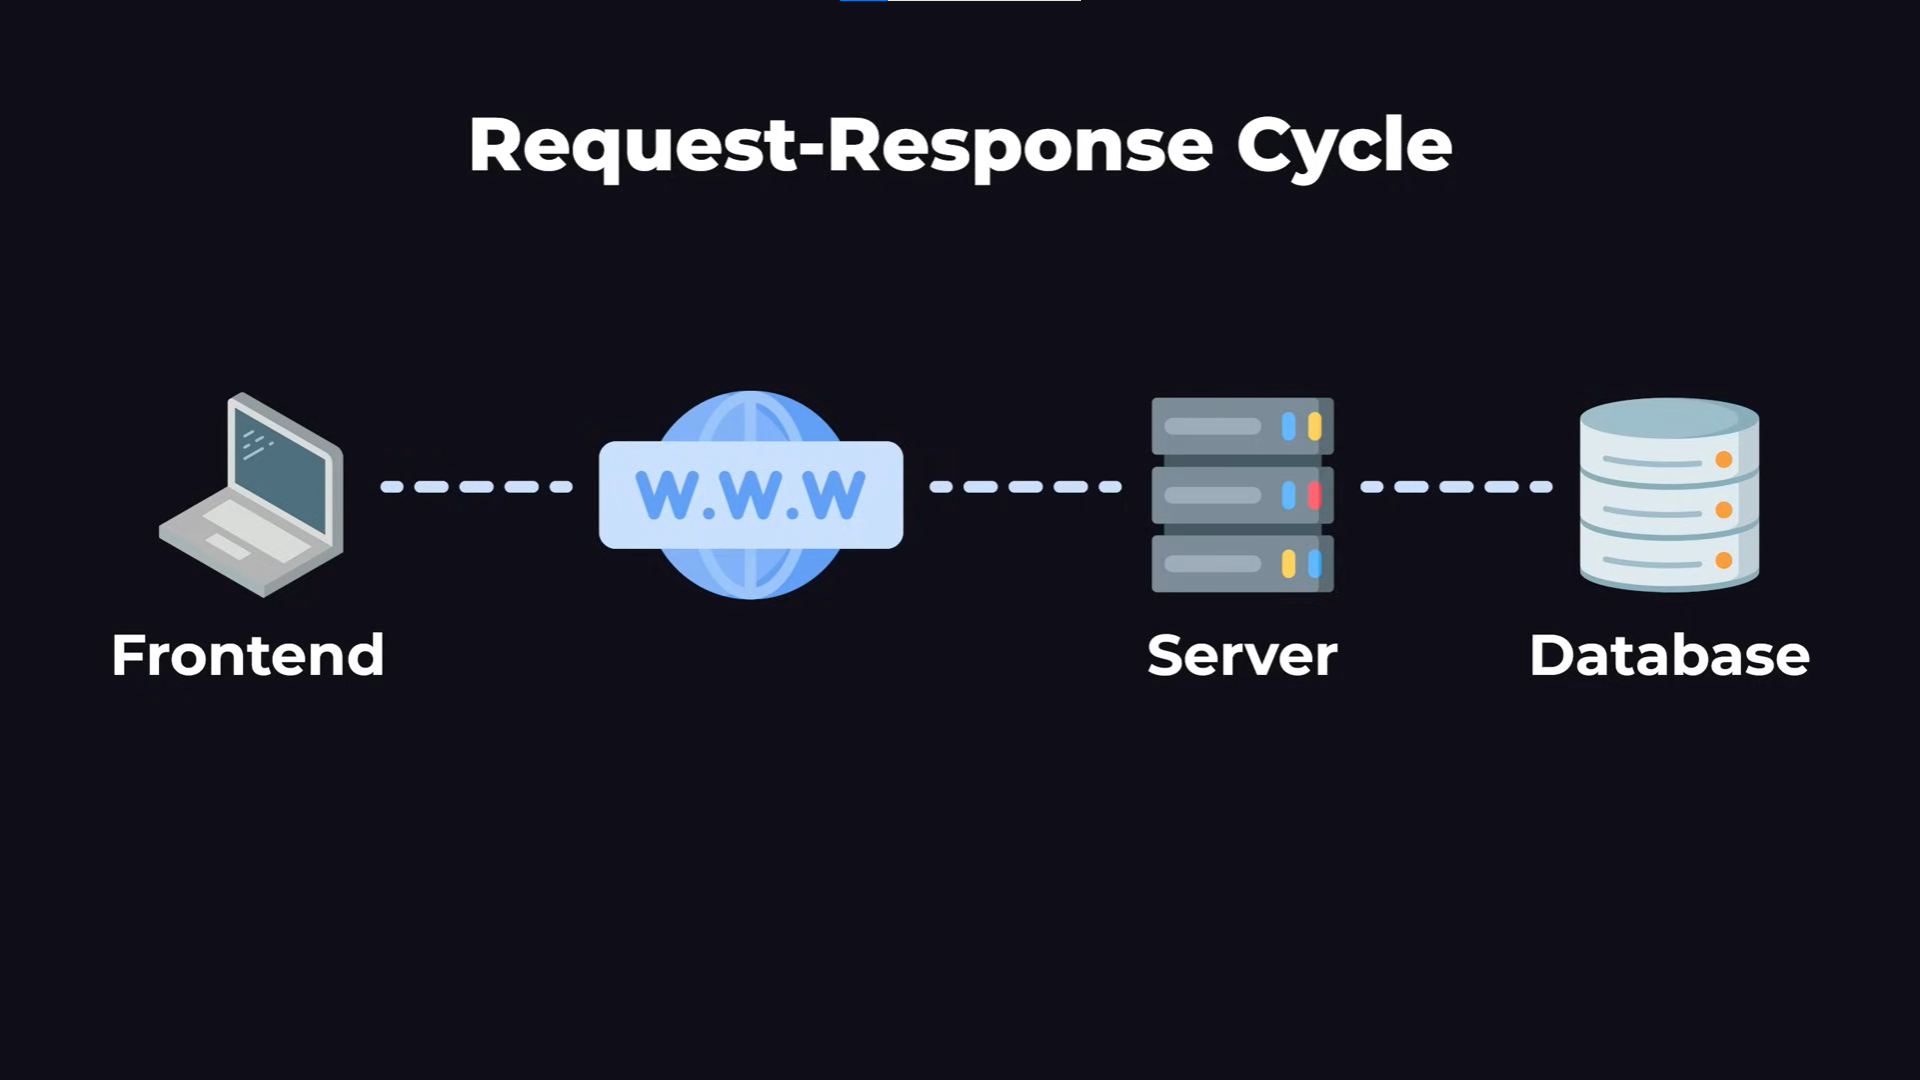 Request-Response Cycle
W.W.W
Frontend
Server
Database